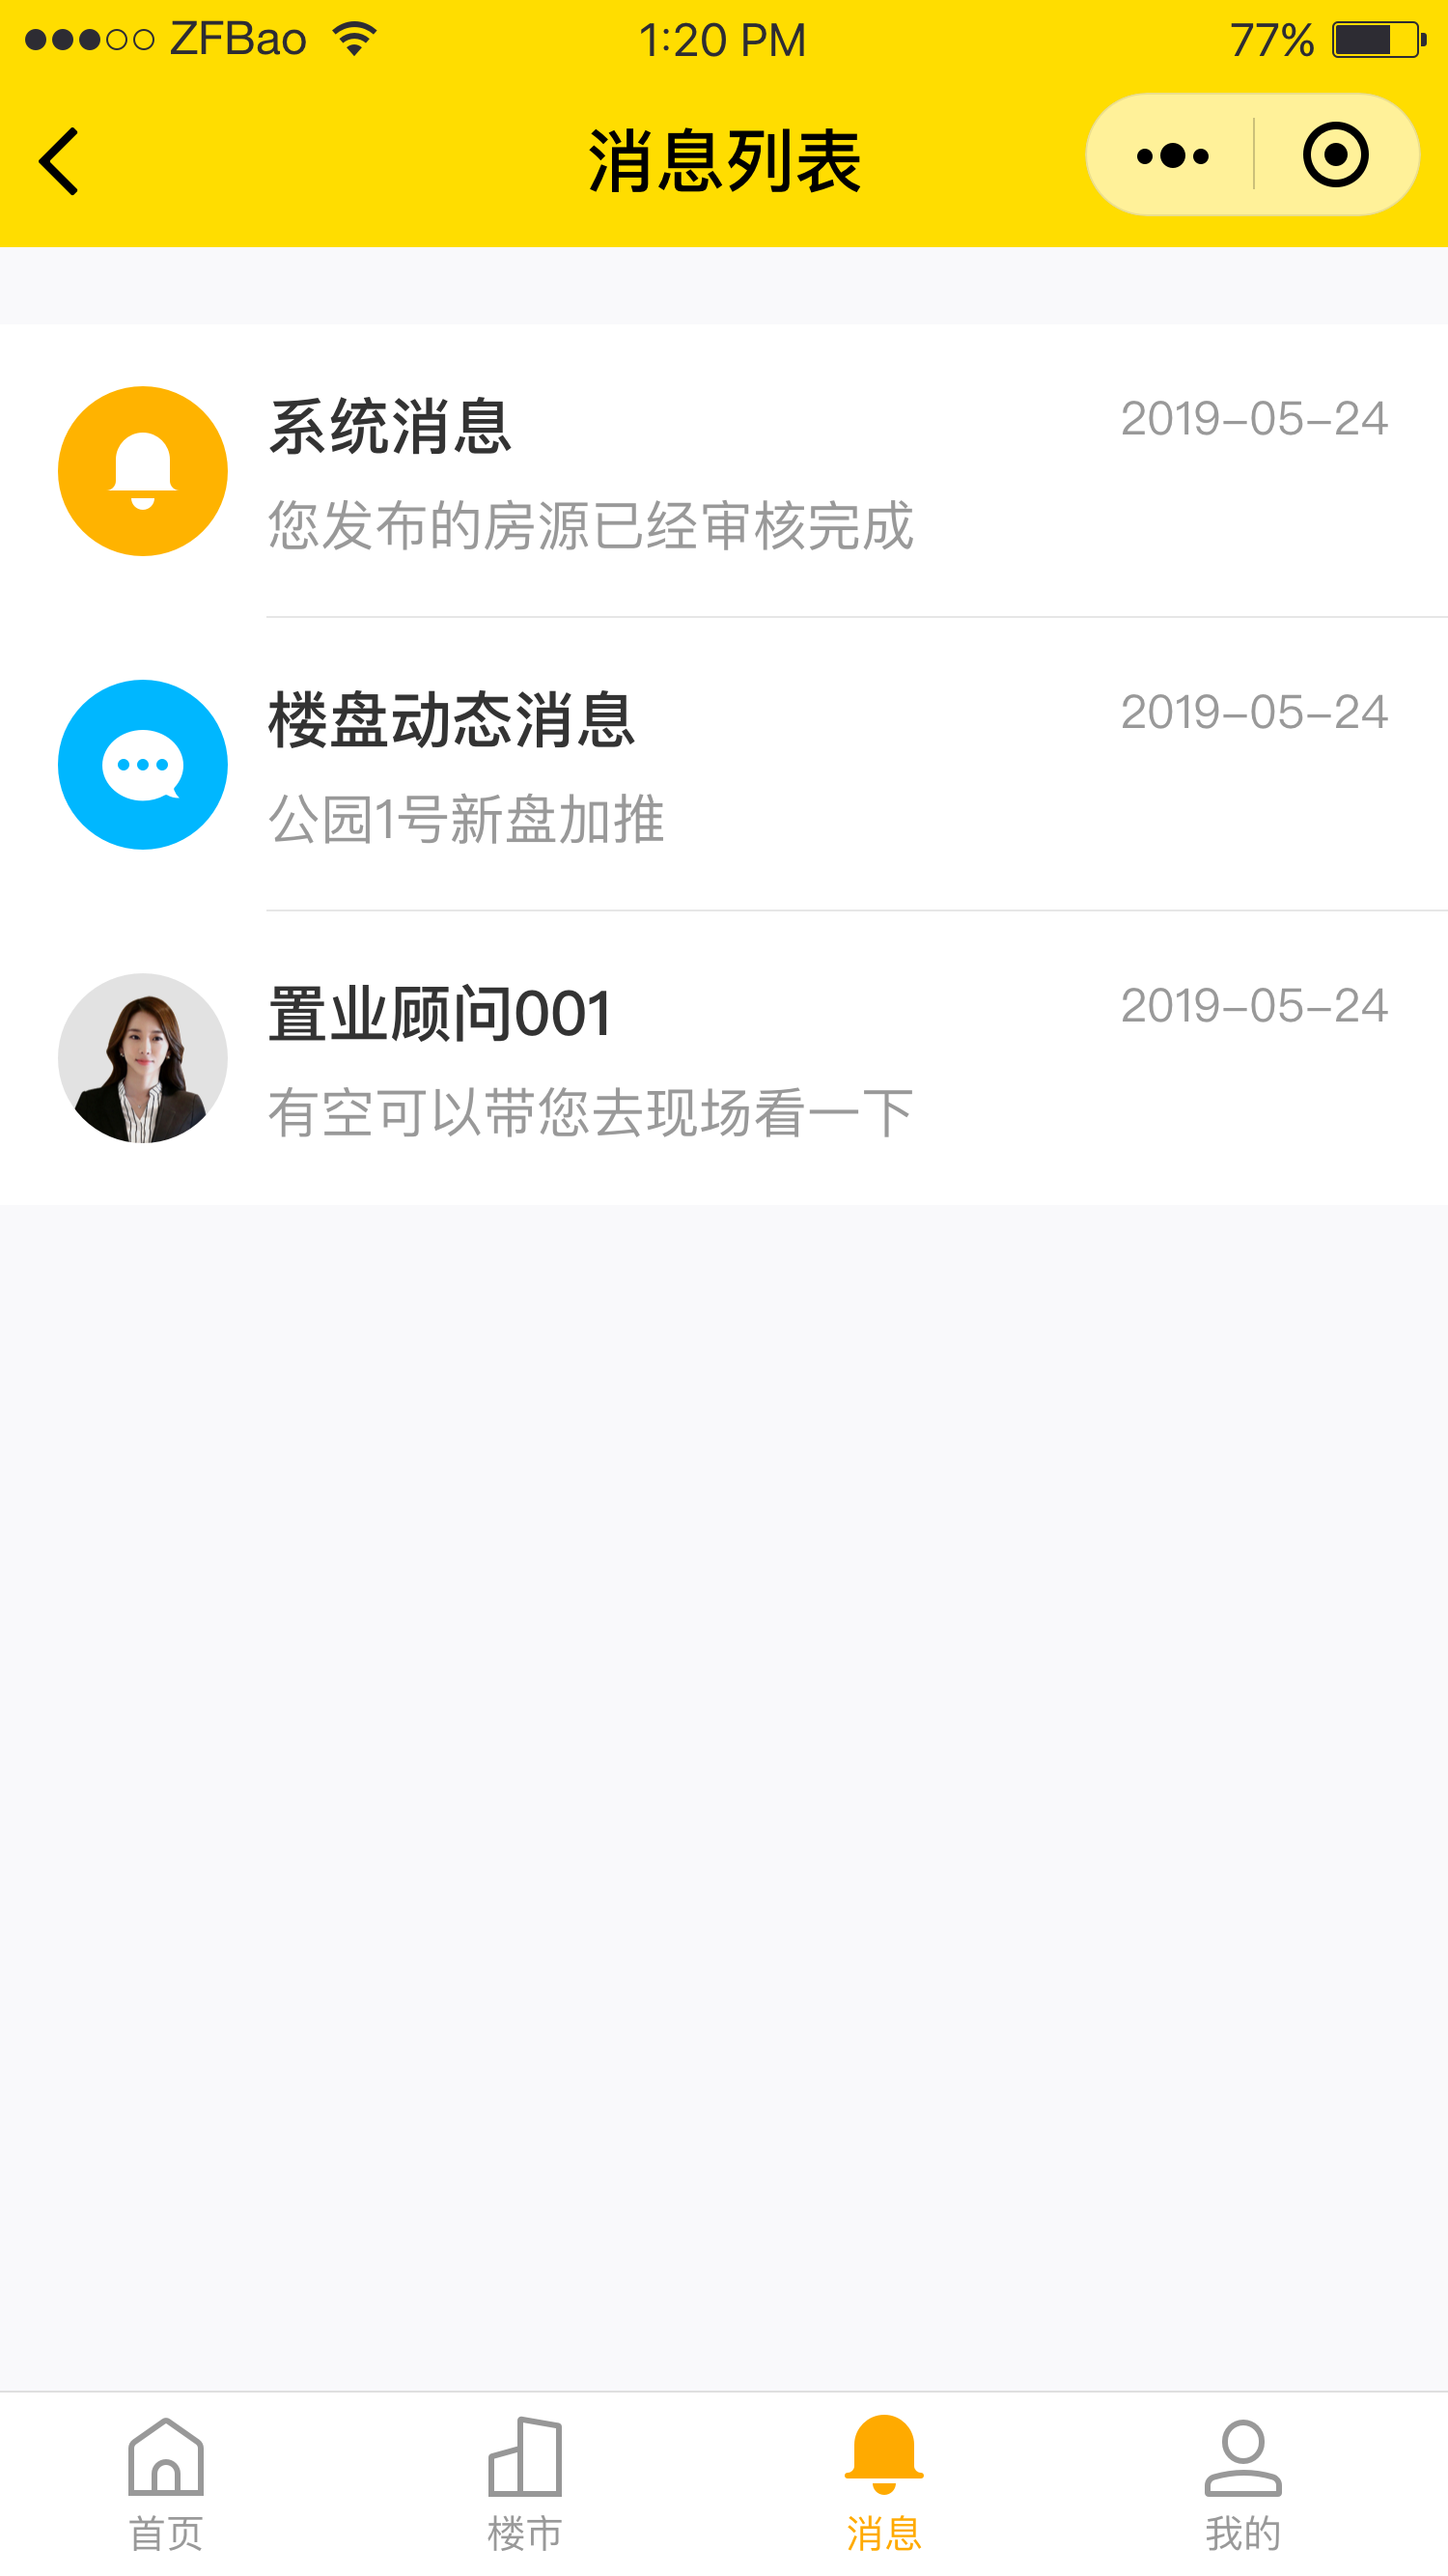 ZFBao 1:20 PM 77%
消息列表
系统消息 2019-05-24
您发布的房源已经审核完成
楼盘动态消息 2019-05-24
公园1号新盘加推
置业顾问001 2019-05-24
有空可以带您去现场看一下
首页 楼市 消息 我的